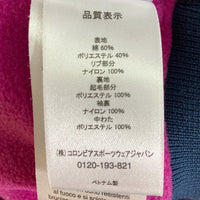 品質表示
表地
綿 60%
ポリエステル 40%
リブ部分
ナイロン 100%
裏地
起毛部分
ポリエステル 100%
袖裏
ナイロン 100%
中わた
ポリエステル 100%
(株) コロンビアスポーツウェアジャパン
0120-193-821
ベトナム製